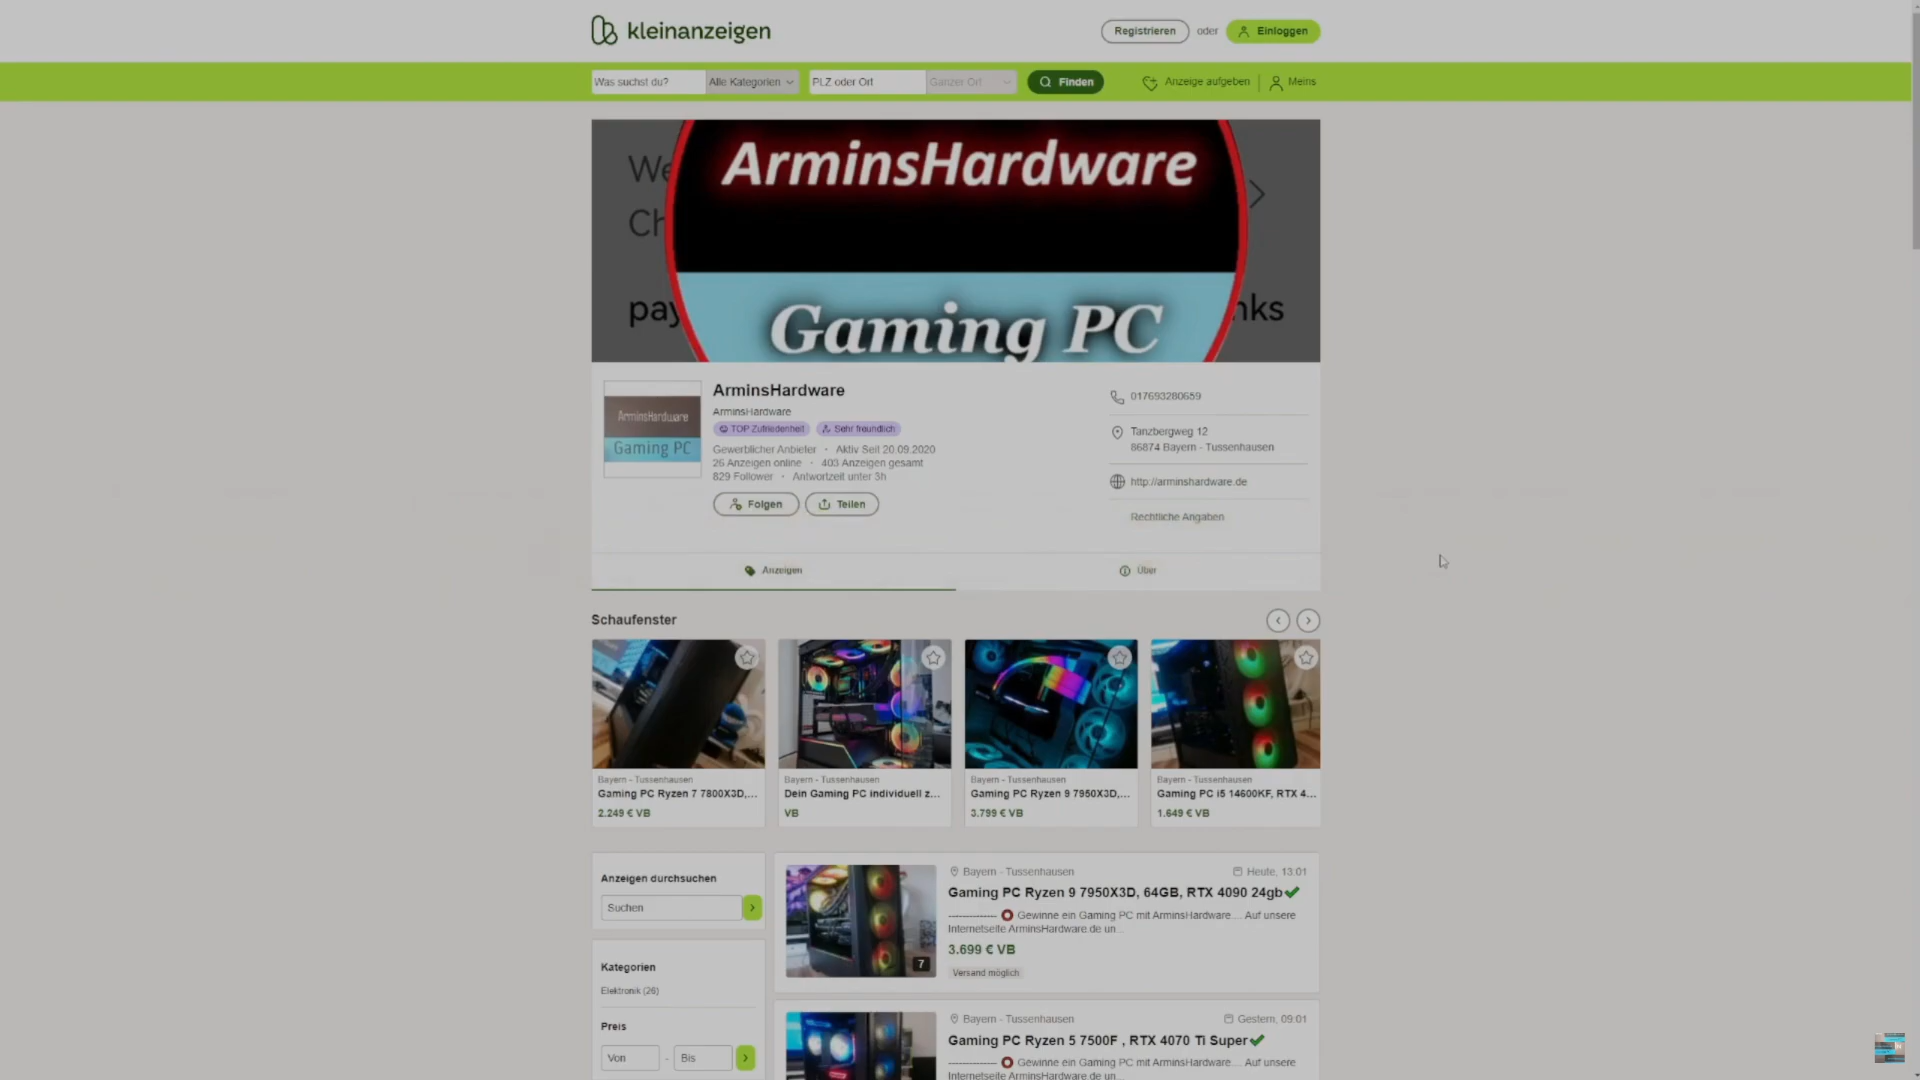 kleinanzeigen
Registrieren oder Einloggen
Was suchst du? Alle Kategorien PLZ oder Ort Ganzer Ort Finden Anzeige aufgeben Meins
We
Ch
pay
nks
ArminsHardware
Gaming PC
ArminsHardware
Gaming PC
ArminsHardware
ArminsHardware
TOP Zufriedenheit Sehr freundlich
Gewerblicher Anbieter · Aktiv Seit 20.09.2020
26 Anzeigen online · 403 Anzeigen gesamt
829 Follower · Antwortzeit unter 3h
Folgen Teilen
017693280659
Tanzbergweg 12
86874 Bayern - Tussenhausen
http://arminshardware.de
Rechtliche Angaben
Anzeigen Über
Schaufenster
Bayern - Tussenhausen
Gaming PC Ryzen 7 7800X3D,...
2.249 € VB
Bayern - Tussenhausen
Dein Gaming PC individuell z...
VB
Bayern - Tussenhausen
Gaming PC Ryzen 9 7950X3D,...
3.799 € VB
Bayern - Tussenhausen
Gaming PC i5 14600KF, RTX 4...
1.649 € VB
Anzeigen durchsuchen
Suchen
Kategorien
Elektronik (26)
Preis
Von - Bis
Bayern - Tussenhausen Heute, 13:01
Gaming PC Ryzen 9 7950X3D, 64GB, RTX 4090 24gb
-------------- Gewinne ein Gaming PC mit ArminsHardware.... Auf unsere
Internetseite ArminsHardware.de un...
3.699 € VB
Versand möglich
7
Bayern - Tussenhausen Gestern, 09:01
Gaming PC Ryzen 5 7500F , RTX 4070 Ti Super
-------------- Gewinne ein Gaming PC mit ArminsHardware.... Auf unsere
Internetseite ArminsHardware.de un...